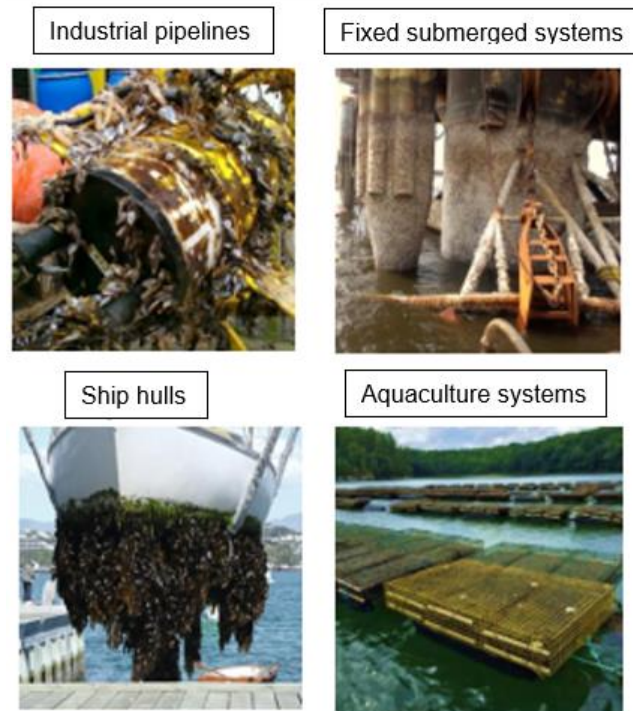 Industrial pipelines
Fixed submerged systems
Ship hulls
Aquaculture systems